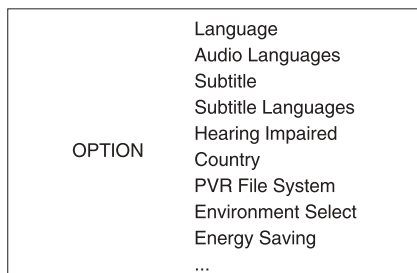 OPTION
Language
Audio Languages
Subtitle
Subtitle Languages
Hearing Impaired
Country
PVR File System
Environment Select
Energy Saving
...